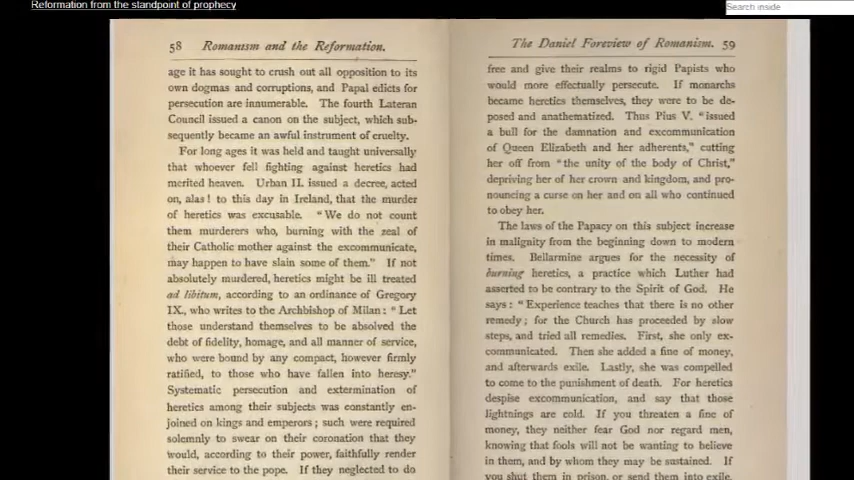 Reformation from the standpoint of prophecy
Search inside
58 Romanism and the Reformation.
age it has sought to crush out all opposition to its
own dogmas and corruptions, and Papal edicts for
persecution are innumerable. The fourth Lateran
Council issued a canon on the subject, which sub-
sequently became an awful instrument of cruelty.
For long ages it was held and taught universally
that whoever fell fighting against heretics had
merited heaven. Urban II. issued a decree, acted
on, alas! to this day in Ireland, that the murder
of heretics was excusable. "We do not count
them murderers who, burning with the zeal of
their Catholic mother against the excommunicate,
may happen to have slain some of them." If not
absolutely murdered, heretics might be ill treated
ad libitum, according to an ordinance of Gregory
IX., who writes to the Archbishop of Milan: "Let
those understand themselves to be absolved the
debt of fidelity, homage, and all manner of service,
who were bound by any compact, however firmly
ratified, to those who have fallen into heresy."
Systematic persecution and extermination of
heretics among their subjects was constantly en-
joined on kings and emperors; such were required
solemnly to swear on their coronation that they
would, according to their power, faithfully render
their service to the pope. If they neglected to do
The Daniel Foreview of Romanism. 59
free and give their realms to rigid Papists who
would more effectually persecute. If monarchs
became heretics themselves, they were to be de-
posed and anathematized. Thus Pius V. "issued
a bull for the damnation and excommunication
of Queen Elizabeth and her adherents," cutting
her off from "the unity of the body of Christ,"
depriving her of her crown and kingdom, and pro-
nouncing a curse on her and on all who continued
to obey her.
The laws of the Papacy on this subject increase
in malignity from the beginning down to modern
times. Bellarmine argues for the necessity of
burning heretics, a practice which Luther had
asserted to be contrary to the Spirit of God. He
says: "Experience teaches that there is no other
remedy; for the Church has proceeded by slow
steps, and tried all remedies. First, she only ex-
communicated. Then she added a fine of money,
and afterwards exile. Lastly, she was compelled
to come to the punishment of death. For heretics
despise excommunication, and say that those
lightnings are cold. If you threaten a fine of
money, they neither fear God nor regard men,
knowing that fools will not be wanting to believe
in them, and by whom they may be sustained. If
you shut them in prison, or send them into exile,